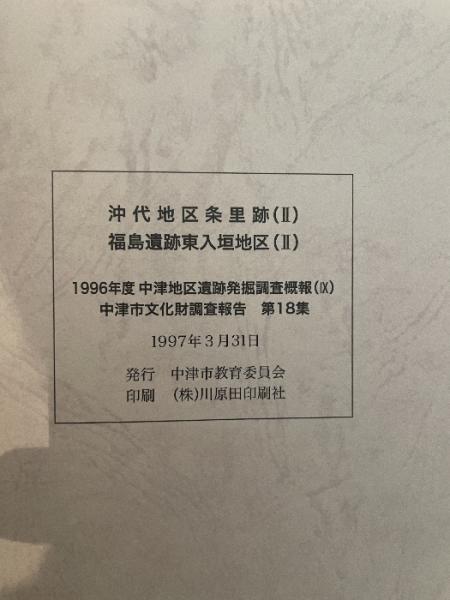 沖代地区条里跡(Ⅱ)
福島遺跡東入垣地区(Ⅱ)
1996年度 中津地区遺跡発掘調査概報(Ⅸ)
中津市文化財調査報告 第18集
1997年3月31日
発行 中津市教育委員会
印刷 (株)川原田印刷社